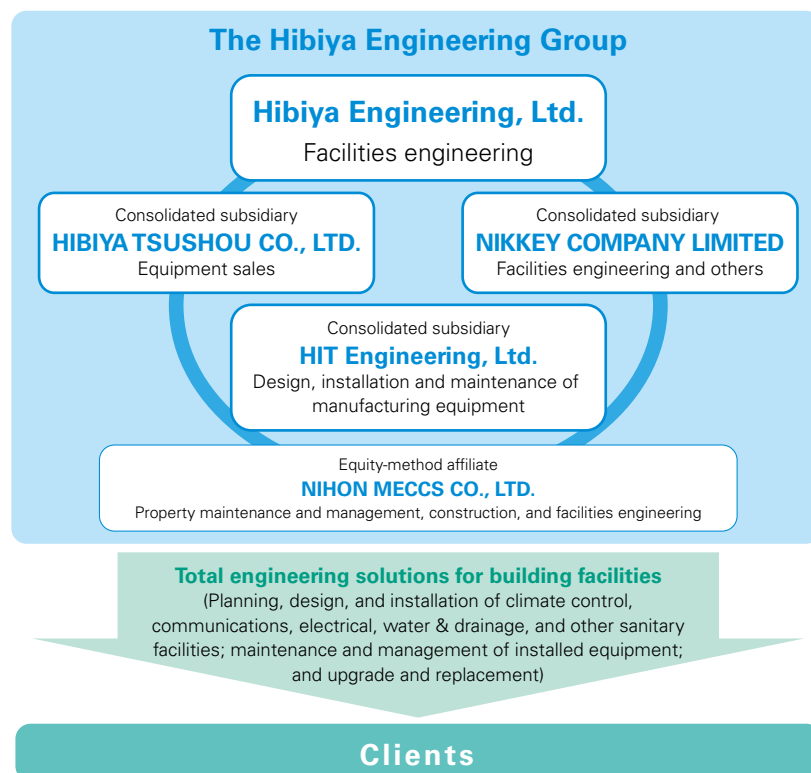 The Hibiya Engineering Group
Hibiya Engineering, Ltd.
Facilities engineering
Consolidated subsidiary
HIBIYA TSUSHOU CO., LTD.
Equipment sales
Consolidated subsidiary
NIKKEY COMPANY LIMITED
Facilities engineering and others
Consolidated subsidiary
HIT Engineering, Ltd.
Design, installation and maintenance of
manufacturing equipment
Equity-method affiliate
NIHON MECCS CO., LTD.
Property maintenance and management, construction, and facilities engineering
Total engineering solutions for building facilities
(Planning, design, and installation of climate control,
communications, electrical, water & drainage, and other sanitary
facilities; maintenance and management of installed equipment;
and upgrade and replacement)
Clients